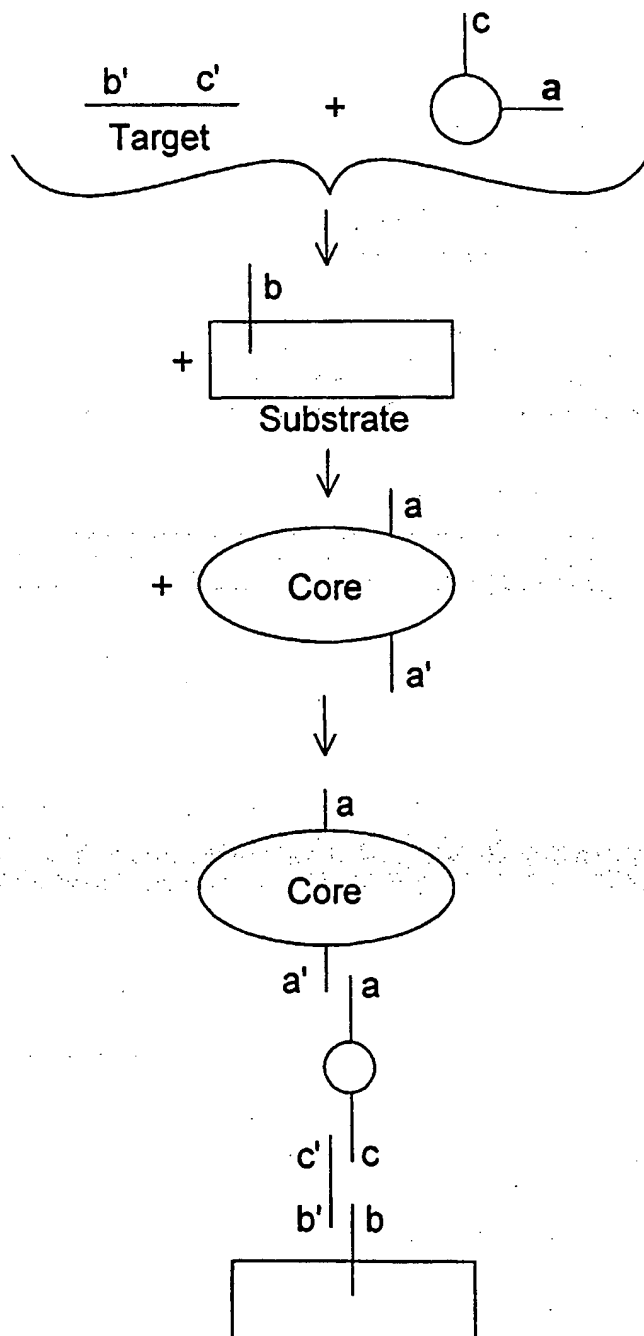 c
b' c' + a
Target
b
+
Substrate
a
+ Core
a'
a
Core
a' a
c' c
b' b